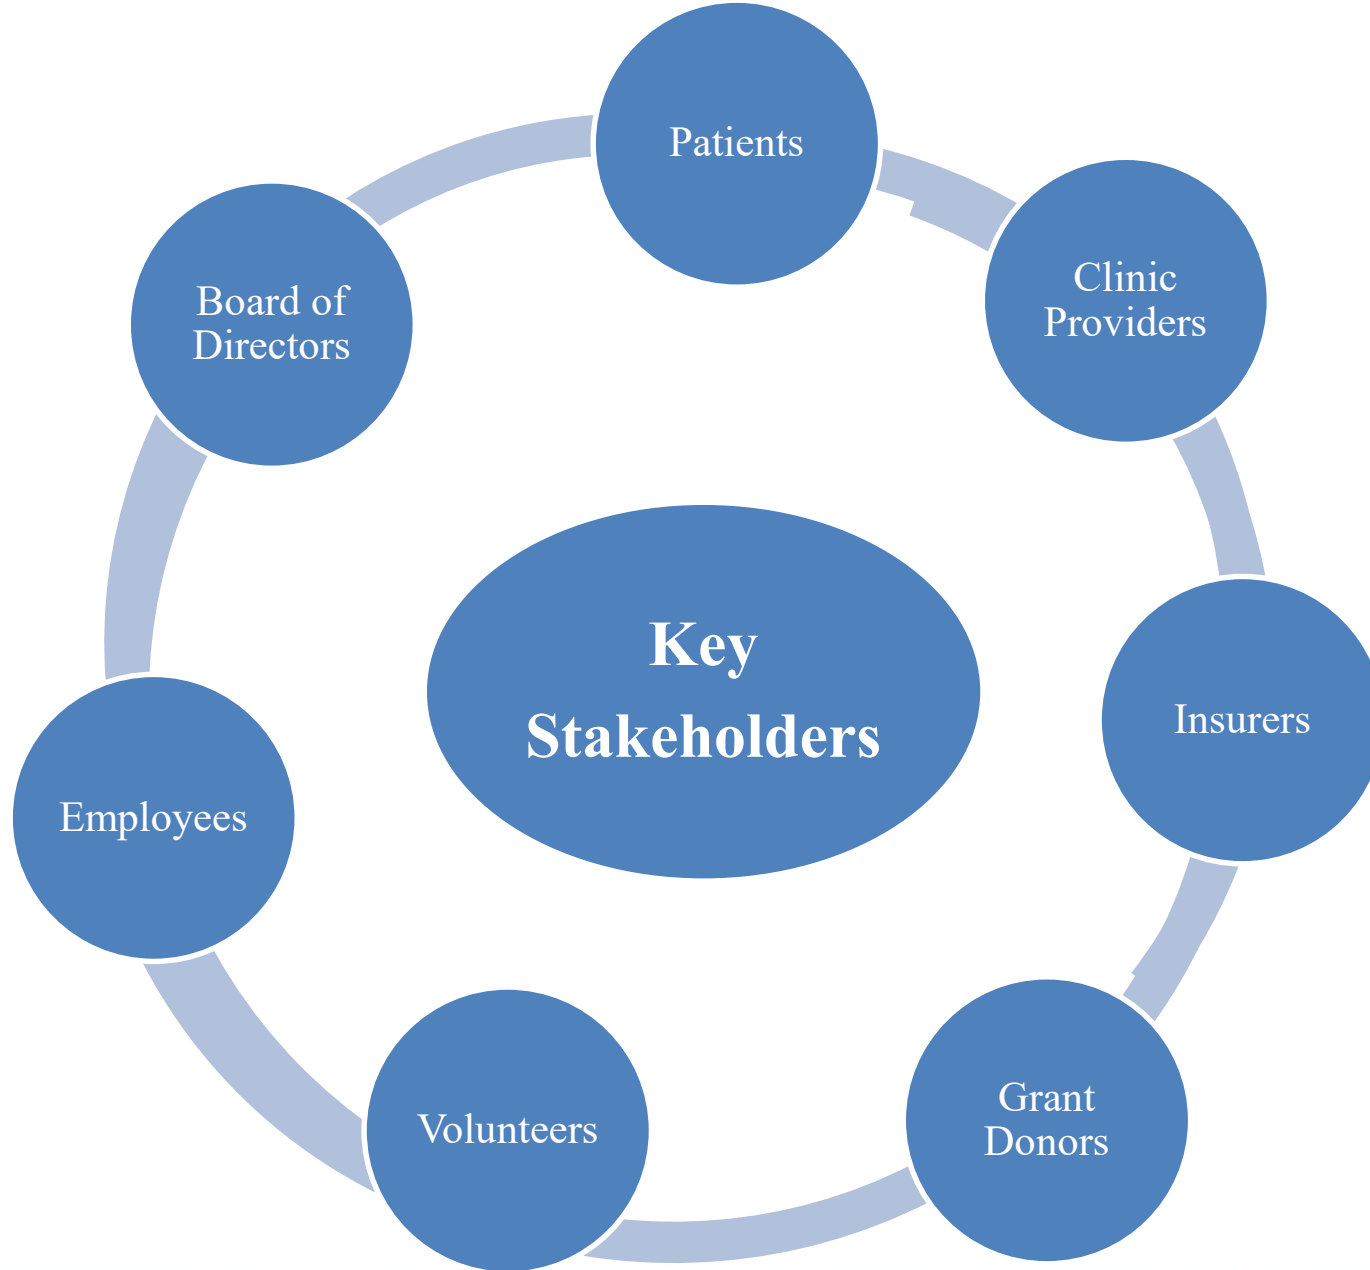 Patients
Clinic
Providers
Board of
Directors
Key
Stakeholders
Insurers
Employees
Grant
Donors
Volunteers